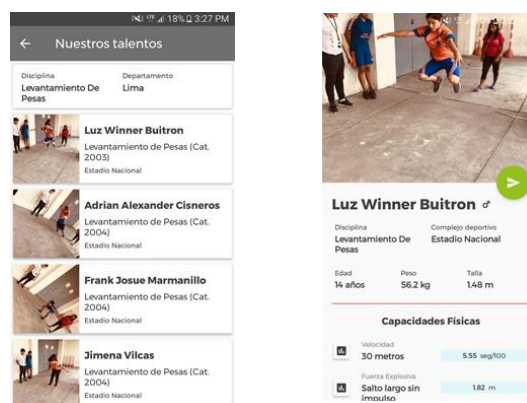 18% 3:27 PM
Nuestros talentos
Disciplina
Departamento
Levantamiento De
Pesas
Lima
Luz Winner Buitron
Levantamiento de Pesas (Cat.
2003)
Estadio Nacional
Adrian Alexander Cisneros
Levantamiento de Pesas (Cat.
2004)
Estadio Nacional
Frank Josue Marmanillo
Levantamiento de Pesas (Cat.
2004)
Estadio Nacional
Jimena Vilcas
Levantamiento de Pesas (Cat.
2004)
Estadio Nacional
Luz Winner Buitron ♂
Disciplina
Complejo deportivo
Levantamiento De
Pesas
Estadio Nacional
Edad
Peso
Talla
14 años
56.2 kg
1.48 m
Capacidades Físicas
Velocidad
30 metros
5.55 seg/100
Fuerza Explosiva
Salto largo sin
impulso
1.82 m